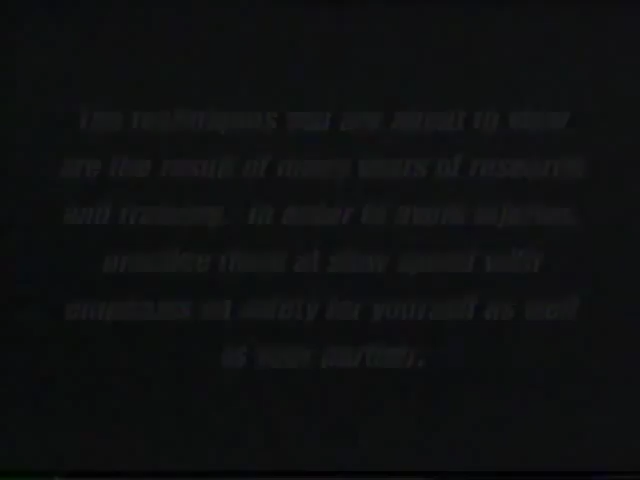 The techniques you are about to view
are the result of many years of research
and training. In order to avoid injuries,
practice them at slow speed with
emphasis on safety for yourself as well
as your partner.